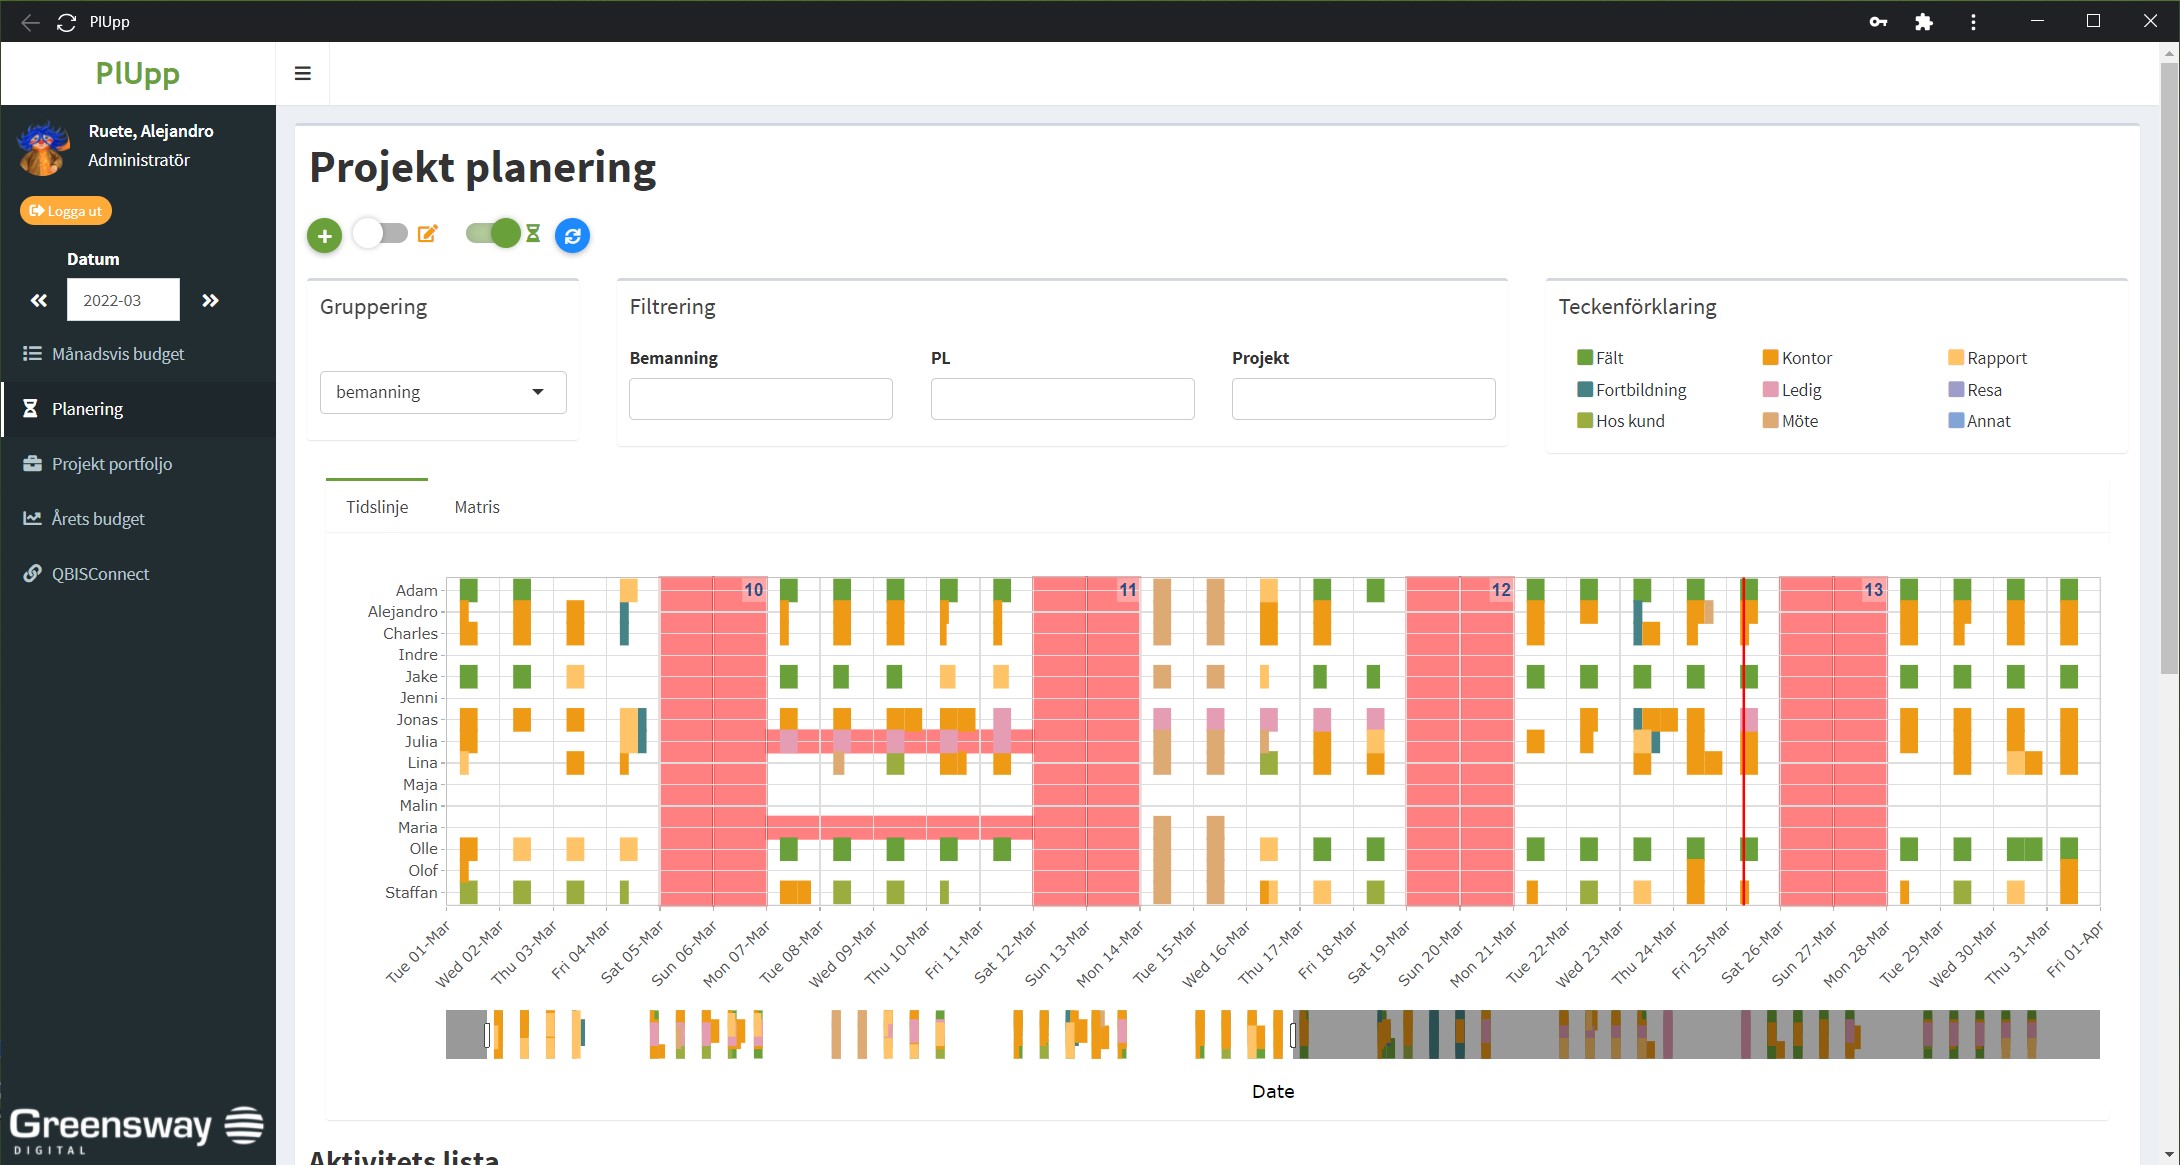 PlUpp
PlUpp
Ruete, Alejandro
Administratör
Logga ut
Datum
2022-03
Månadsvis budget
Planering
Projekt portfoljo
Årets budget
QBISConnect
Greensway
DIGITAL
Projekt planering
Gruppering
bemanning
Filtrering
Bemanning
PL
Projekt
Teckenförklaring
Fält
Kontor
Rapport
Fortbildning
Ledig
Resa
Hos kund
Möte
Annat
Tidslinje
Matris
10
11
12
13
Adam
Alejandro
Charles
Indre
Jake
Jenni
Jonas
Julia
Lina
Maja
Malin
Maria
Olle
Olof
Staffan
Tue 01-Mar
Wed 02-Mar
Thu 03-Mar
Fri 04-Mar
Sat 05-Mar
Sun 06-Mar
Mon 07-Mar
Tue 08-Mar
Wed 09-Mar
Thu 10-Mar
Fri 11-Mar
Sat 12-Mar
Sun 13-Mar
Mon 14-Mar
Tue 15-Mar
Wed 16-Mar
Thu 17-Mar
Fri 18-Mar
Sat 19-Mar
Sun 20-Mar
Mon 21-Mar
Tue 22-Mar
Wed 23-Mar
Thu 24-Mar
Fri 25-Mar
Sat 26-Mar
Sun 27-Mar
Mon 28-Mar
Tue 29-Mar
Wed 30-Mar
Thu 31-Mar
Fri 01-Apr
Date
Aktivitets lista